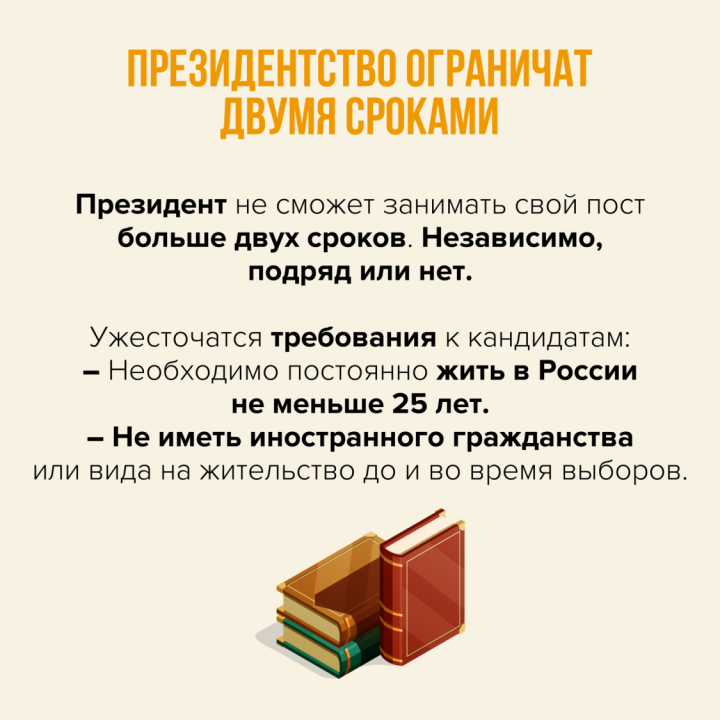 ПРЕЗИДЕНТСТВО ОГРАНИЧАТ
ДВУМЯ СРОКАМИ
Президент не сможет занимать свой пост
больше двух сроков. Независимо,
подряд или нет.
Ужесточатся требования к кандидатам:
– Необходимо постоянно жить в России
не меньше 25 лет.
– Не иметь иностранного гражданства
или вида на жительство до и во время выборов.